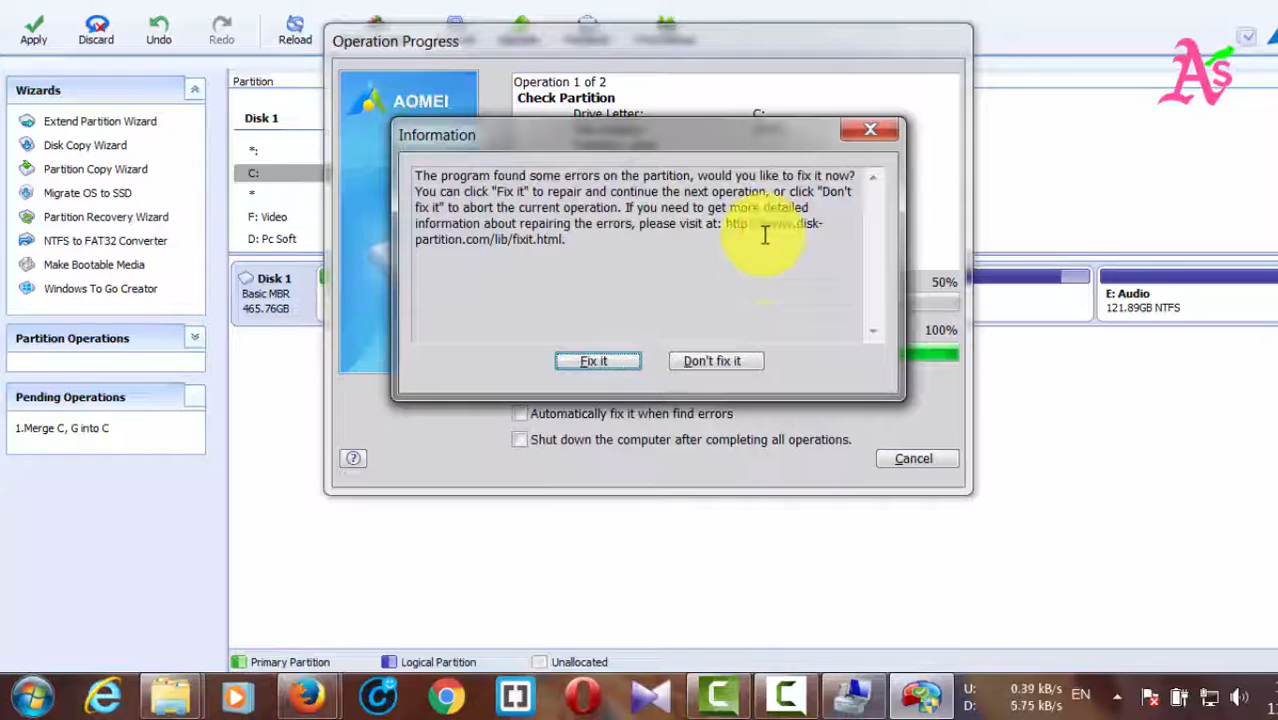 Apply
Discard
Undo
Redo
Reload
As
Operation Progress
Wizards
Extend Partition Wizard
Disk Copy Wizard
Partition Copy Wizard
Migrate OS to SSD
Partition Recovery Wizard
NTFS to FAT32 Converter
Make Bootable Media
Windows To Go Creator
Partition Operations
Pending Operations
1.Merge C, G into C
Partition
Disk 1
*:
C:
*
F: Video
D: Pc Soft
Disk 1
Basic MBR
465.76GB
AOMEI
Operation 1 of 2
Check Partition
Drive Letter: C:
Information
The program found some errors on the partition, would you like to fix it now?
You can click "Fix it" to repair and continue the next operation, or click "Don't
fix it" to abort the current operation. If you need to get more detailed
information about repairing the errors, please visit at: http://www.disk-
partition.com/lib/fixit.html.
Fix it
Don't fix it
50%
100%
Automatically fix it when find errors
Shut down the computer after completing all operations.
Cancel
E: Audio
121.89GB NTFS
Primary Partition
Logical Partition
Unallocated
U: 0.39 kB/s
D: 5.75 kB/s
EN